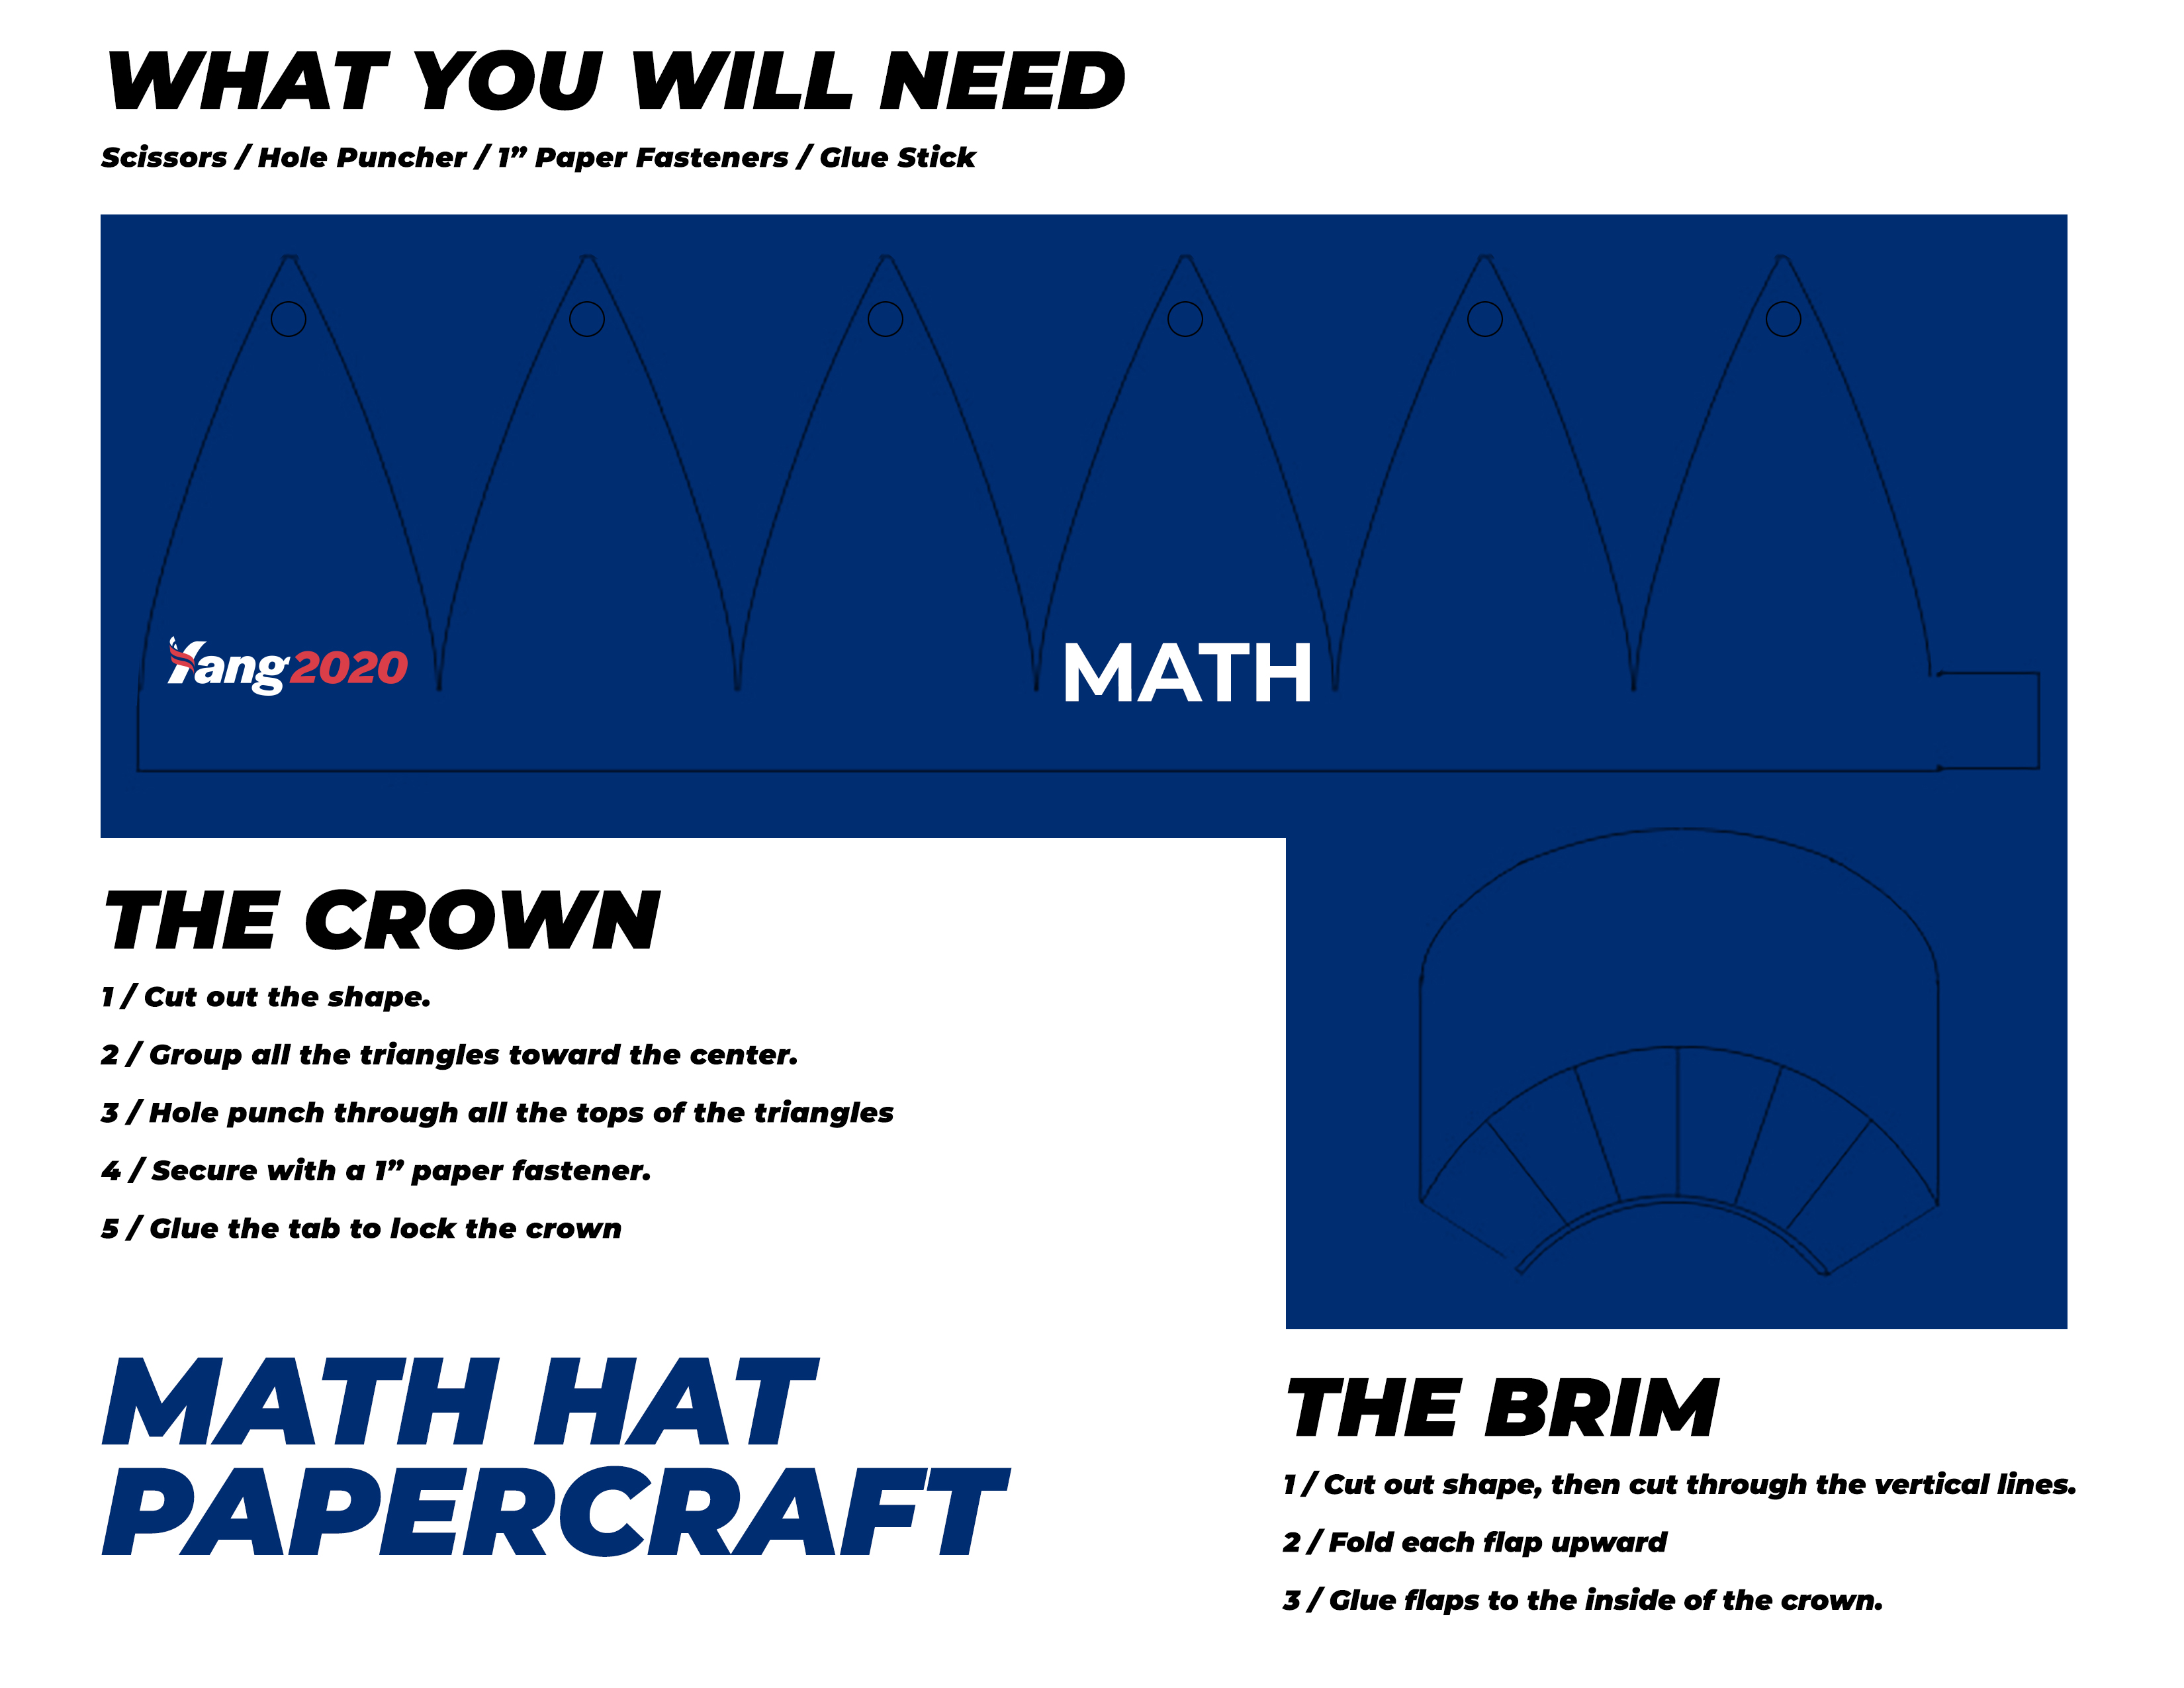 WHAT YOU WILL NEED
Scissors / Hole Puncher / 1” Paper Fasteners / Glue Stick
Yang2020
MATH
THE CROWN
1 / Cut out the shape.
2 / Group all the triangles toward the center.
3 / Hole punch through all the tops of the triangles
4 / Secure with a 1” paper fastener.
5 / Glue the tab to lock the crown
MATH HAT
PAPERCRAFT
THE BRIM
1 / Cut out shape, then cut through the vertical lines.
2 / Fold each flap upward
3 / Glue flaps to the inside of the crown.